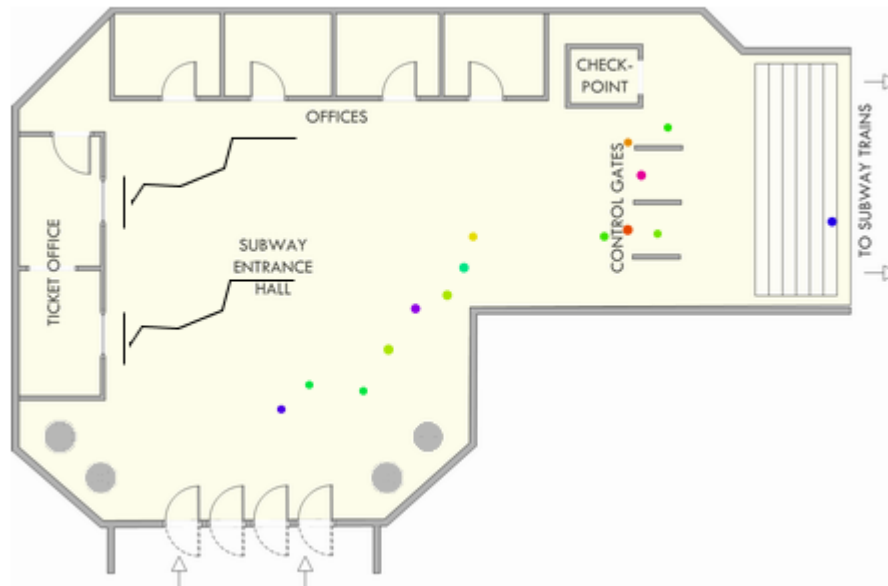 CHECK-
POINT
OFFICES
CONTROL GATES
TO SUBWAY TRAINS
TICKET OFFICE
SUBWAY
ENTRANCE
HALL